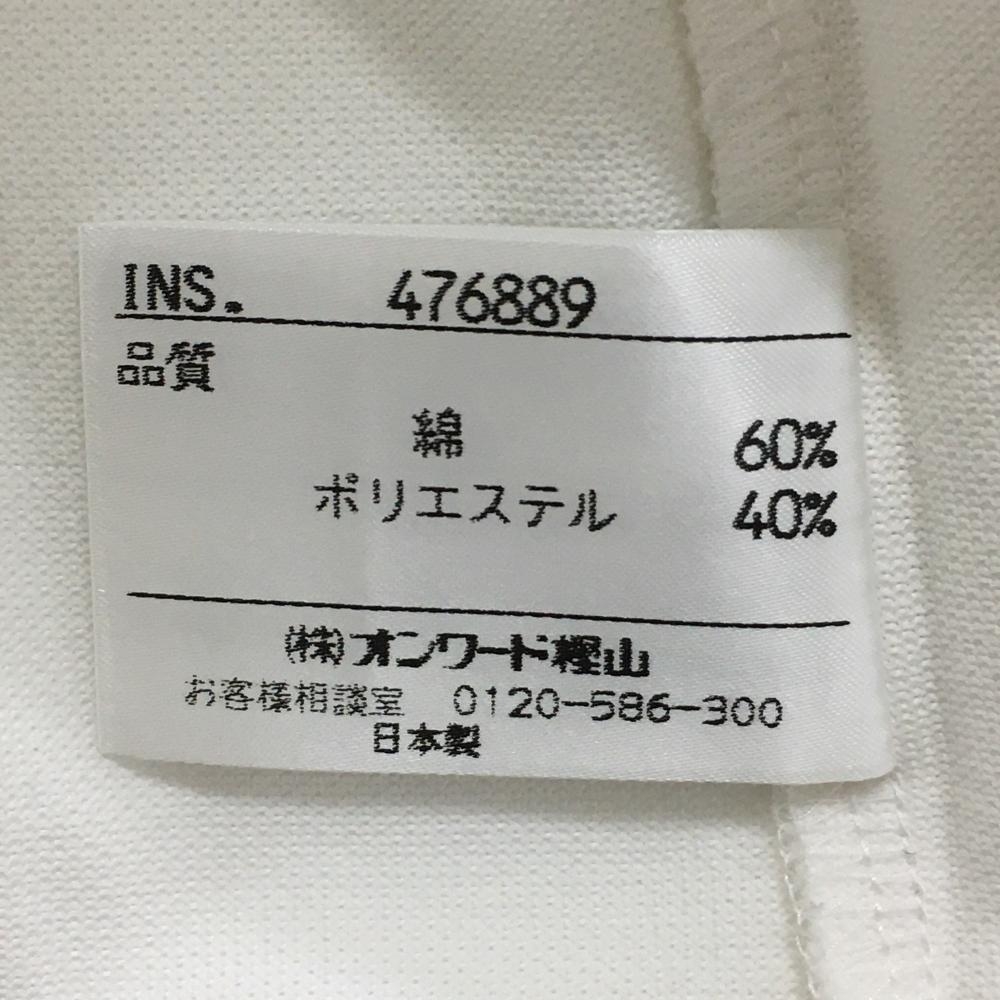 INS. 476889
品質
綿 60%
ポリエステル 40%
(株)オンワード樫山
お客様相談室 0120-586-300
日本製